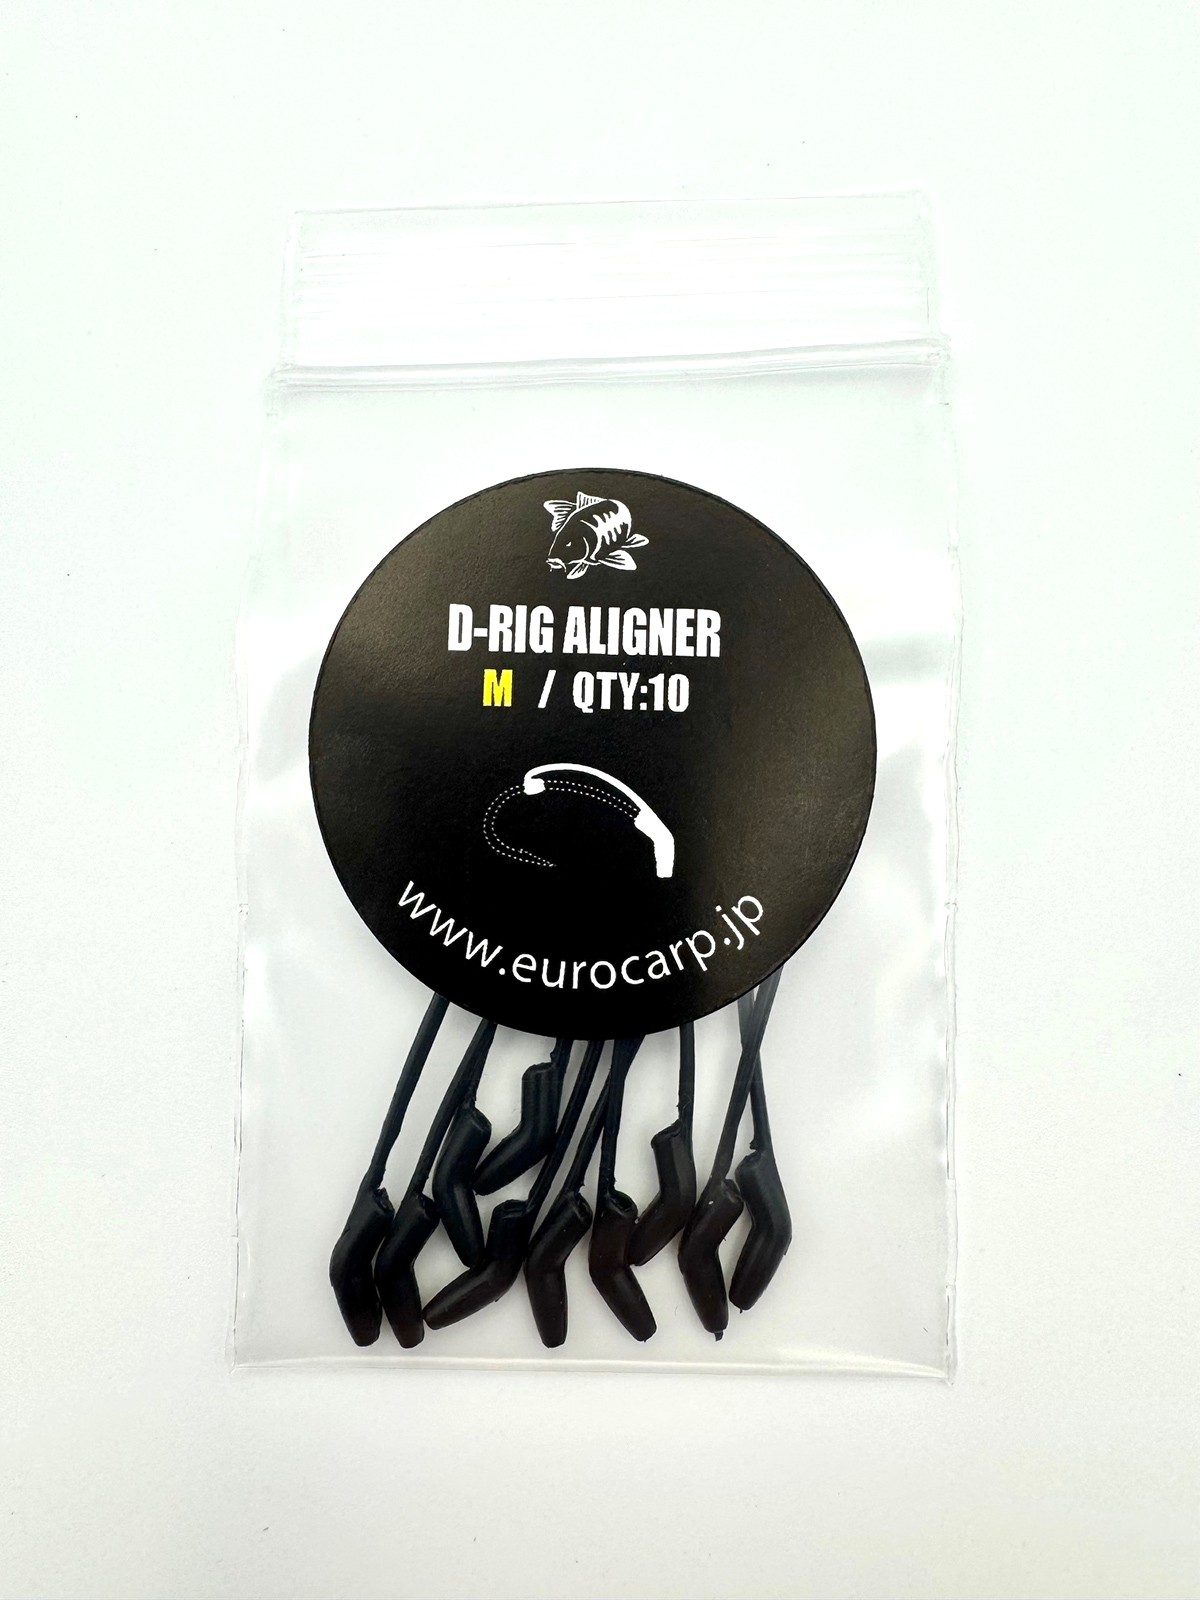 D-RIG ALIGNER
M / QTY:10
www.eurocarp.jp